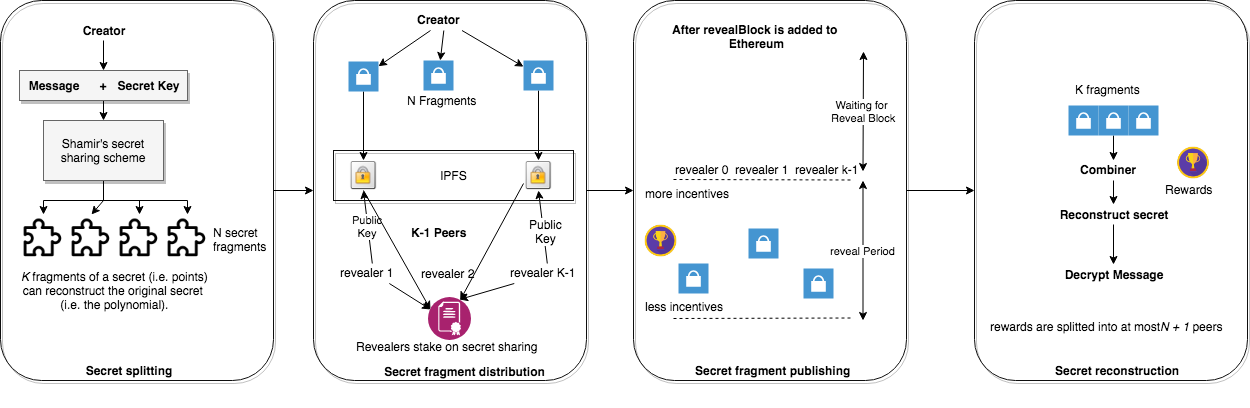 Creator
Message + Secret Key
Shamir's secret
sharing scheme
N secret
fragments
K fragments of a secret (i.e. points)
can reconstruct the original secret
(i.e. the polynomial).
Secret splitting
Creator
N Fragments
IPFS
Public
Key
K-1 Peers
Public
Key
revealer 1
revealer 2
revealer K-1
Revealers stake on secret sharing
Secret fragment distribution
After revealBlock is added to
Ethereum
Waiting for
Reveal Block
revealer 0 revealer 1 revealer k-1
more incentives
reveal Period
less incentives
Secret fragment publishing
K fragments
Combiner
Rewards
Reconstruct secret
Decrypt Message
rewards are splitted into at mostN + 1 peers
Secret reconstruction